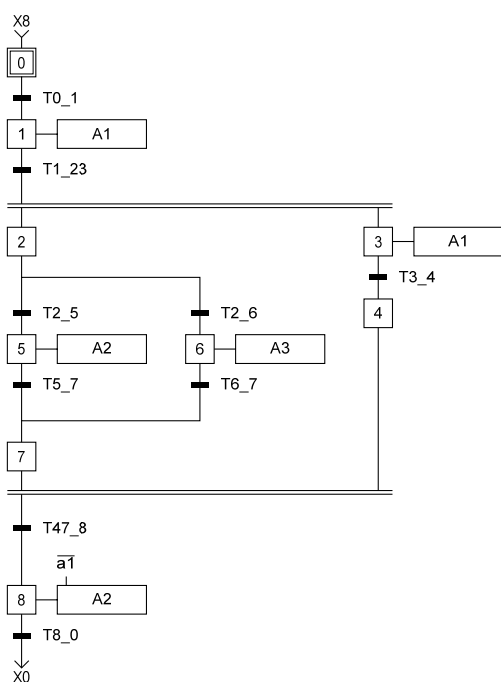 X8
0
T0_1
1 A1
T1_23
2
3 A1
T3_4
4
T2_5 T2_6
5 A2 6 A3
T5_7 T6_7
7
T47_8
a1̅
8 A2
T8_0
X0